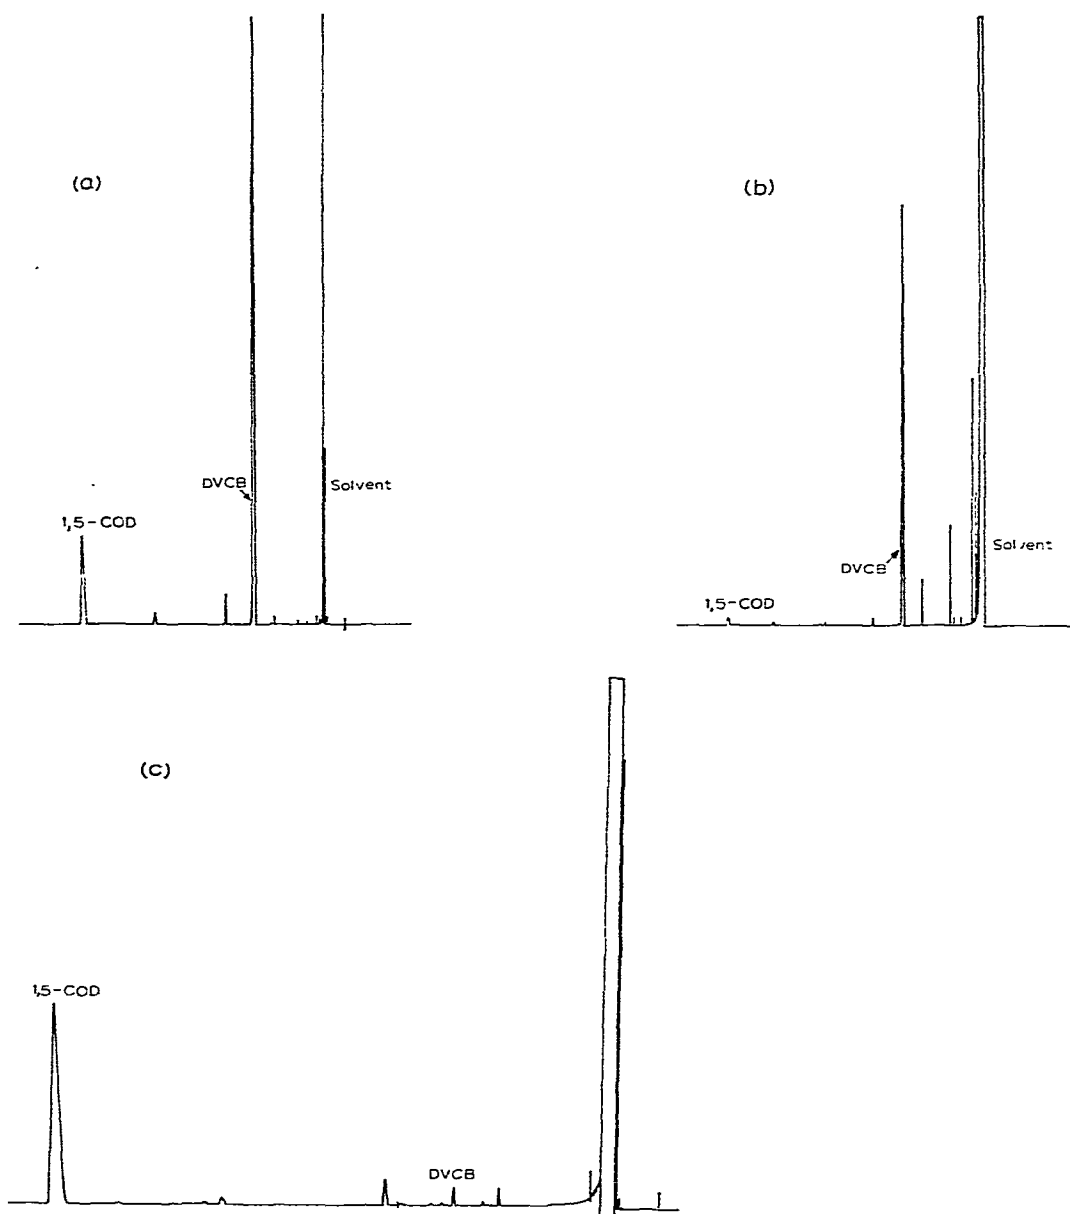 (a)
(b)
DVCB
Solvent
1,5-COD
Solvent
DVCB
1,5-COD
(c)
1,5-COD
DVCB